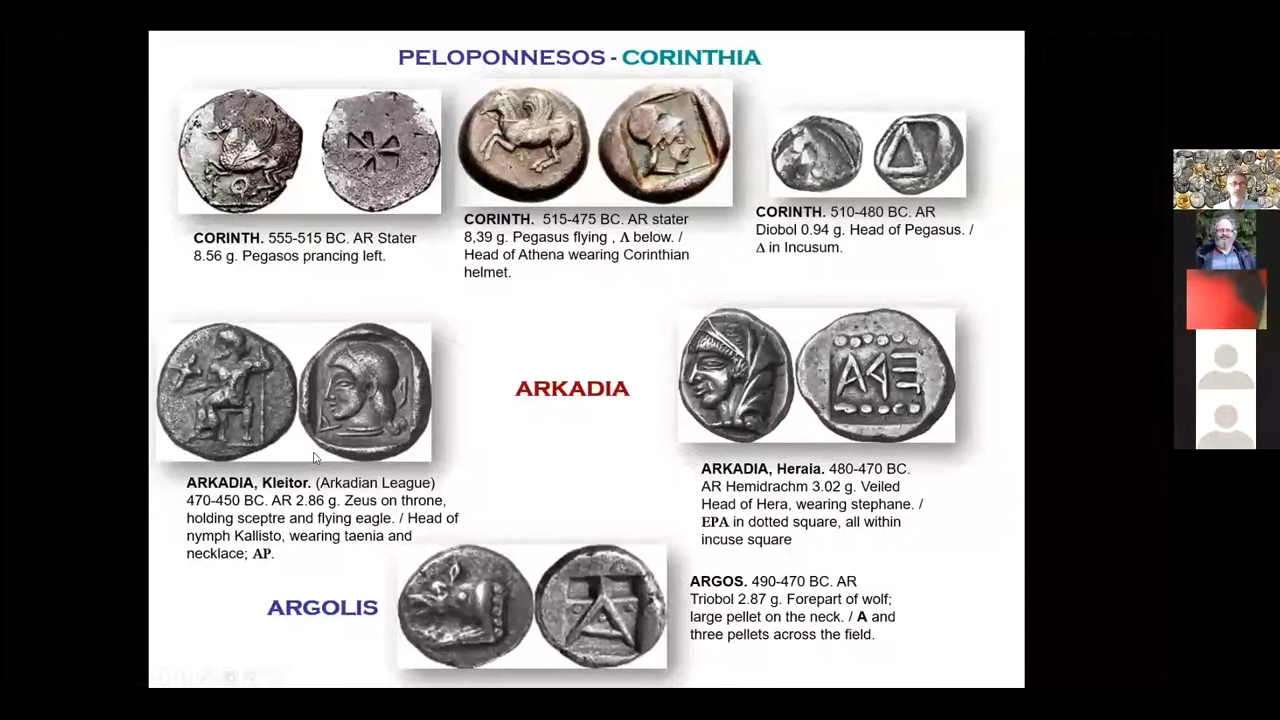 PELOPONNESOS - CORINTHIA
CORINTH. 555-515 BC. AR Stater
8.56 g. Pegasos prancing left.
CORINTH. 515-475 BC. AR stater
8,39 g. Pegasus flying , Λ below. /
Head of Athena wearing Corinthian
helmet.
CORINTH. 510-480 BC. AR
Diobol 0.94 g. Head of Pegasus. /
Δ in Incusum.
ARKADIA
ARKADIA, Kleitor. (Arkadian League)
470-450 BC. AR 2.86 g. Zeus on throne,
holding sceptre and flying eagle. / Head of
nymph Kallisto, wearing taenia and
necklace; AP.
ARKADIA, Heraia. 480-470 BC.
AR Hemidrachm 3.02 g. Veiled
Head of Hera, wearing stephane. /
EPA in dotted square, all within
incuse square
ARGOLIS
ARGOS. 490-470 BC. AR
Triobol 2.87 g. Forepart of wolf;
large pellet on the neck. / A and
three pellets across the field.